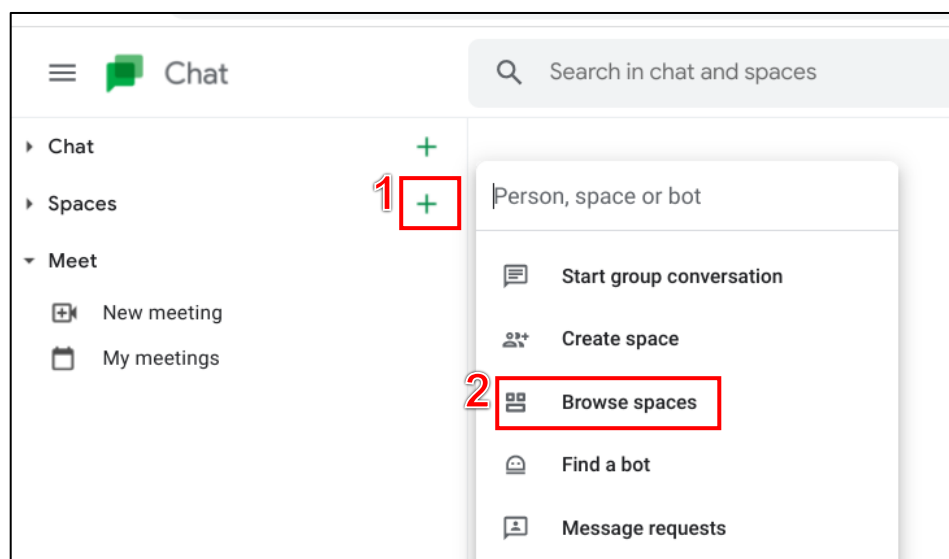 Chat
Search in chat and spaces
Chat
1
Spaces
Person, space or bot
Meet
Start group conversation
New meeting
Create space
My meetings
2
Browse spaces
Find a bot
Message requests